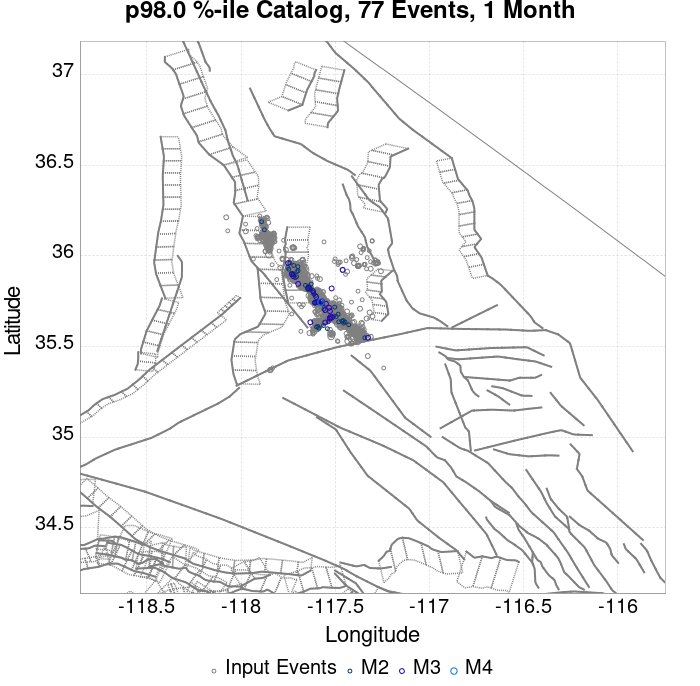 p98.0 %-ile Catalog, 77 Events, 1 Month
37
36.5
36
35.5
35
34.5
Latitude
-118.5 -118 -117.5 -117 -116.5 -116
Longitude
Input Events M2 M3 M4